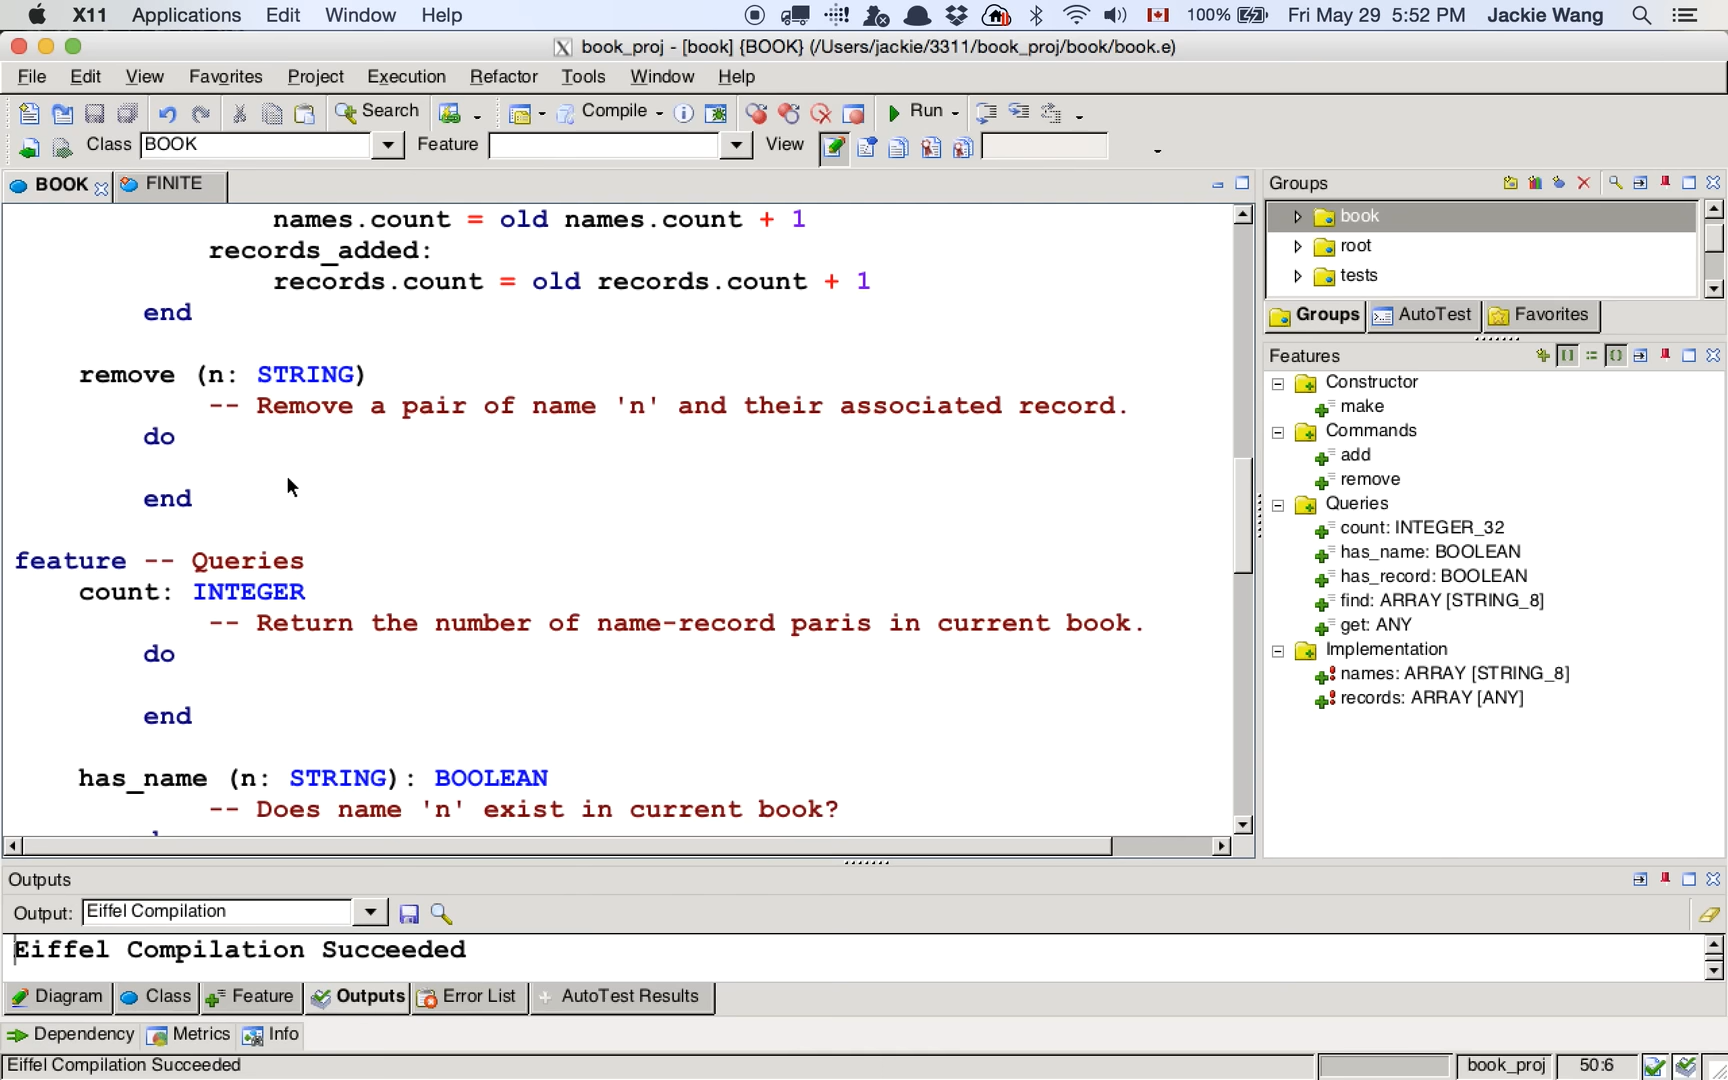 X11 Applications Edit Window Help 100% Fri May 29 5:52 PM Jackie Wang
book_proj - [book] {BOOK} (/Users/jackie/3311/book_proj/book/book.e)
File Edit View Favorites Project Execution Refactor Tools Window Help
Search Compile Run
Class BOOK Feature View
BOOK FINITE
names.count = old names.count + 1
records_added:
records.count = old records.count + 1
end
remove (n: STRING)
-- Remove a pair of name 'n' and their associated record.
do
end
feature -- Queries
count: INTEGER
-- Return the number of name-record paris in current book.
do
end
has_name (n: STRING): BOOLEAN
-- Does name 'n' exist in current book?
Groups
book
root
tests
Groups AutoTest Favorites
Features
Constructor
make
Commands
add
remove
Queries
count: INTEGER_32
has_name: BOOLEAN
has_record: BOOLEAN
find: ARRAY [STRING_8]
get: ANY
Implementation
names: ARRAY [STRING_8]
records: ARRAY [ANY]
Outputs
Output: Eiffel Compilation
Eiffel Compilation Succeeded
Diagram Class Feature Outputs Error List AutoTest Results
Dependency Metrics Info
Eiffel Compilation Succeeded book_proj 50:6